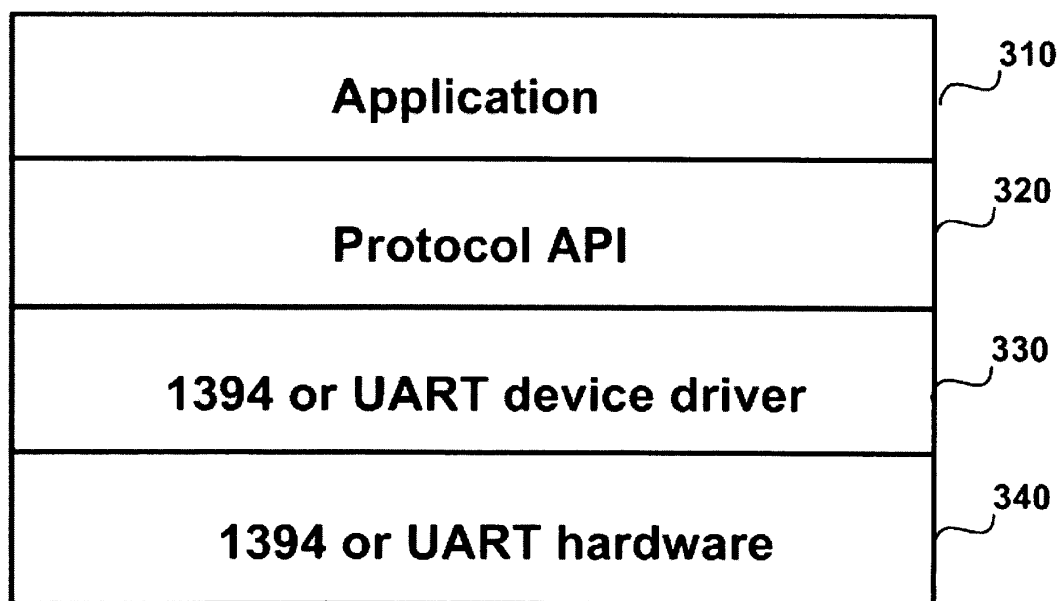 Application
310
Protocol API
320
1394 or UART device driver
330
1394 or UART hardware
340